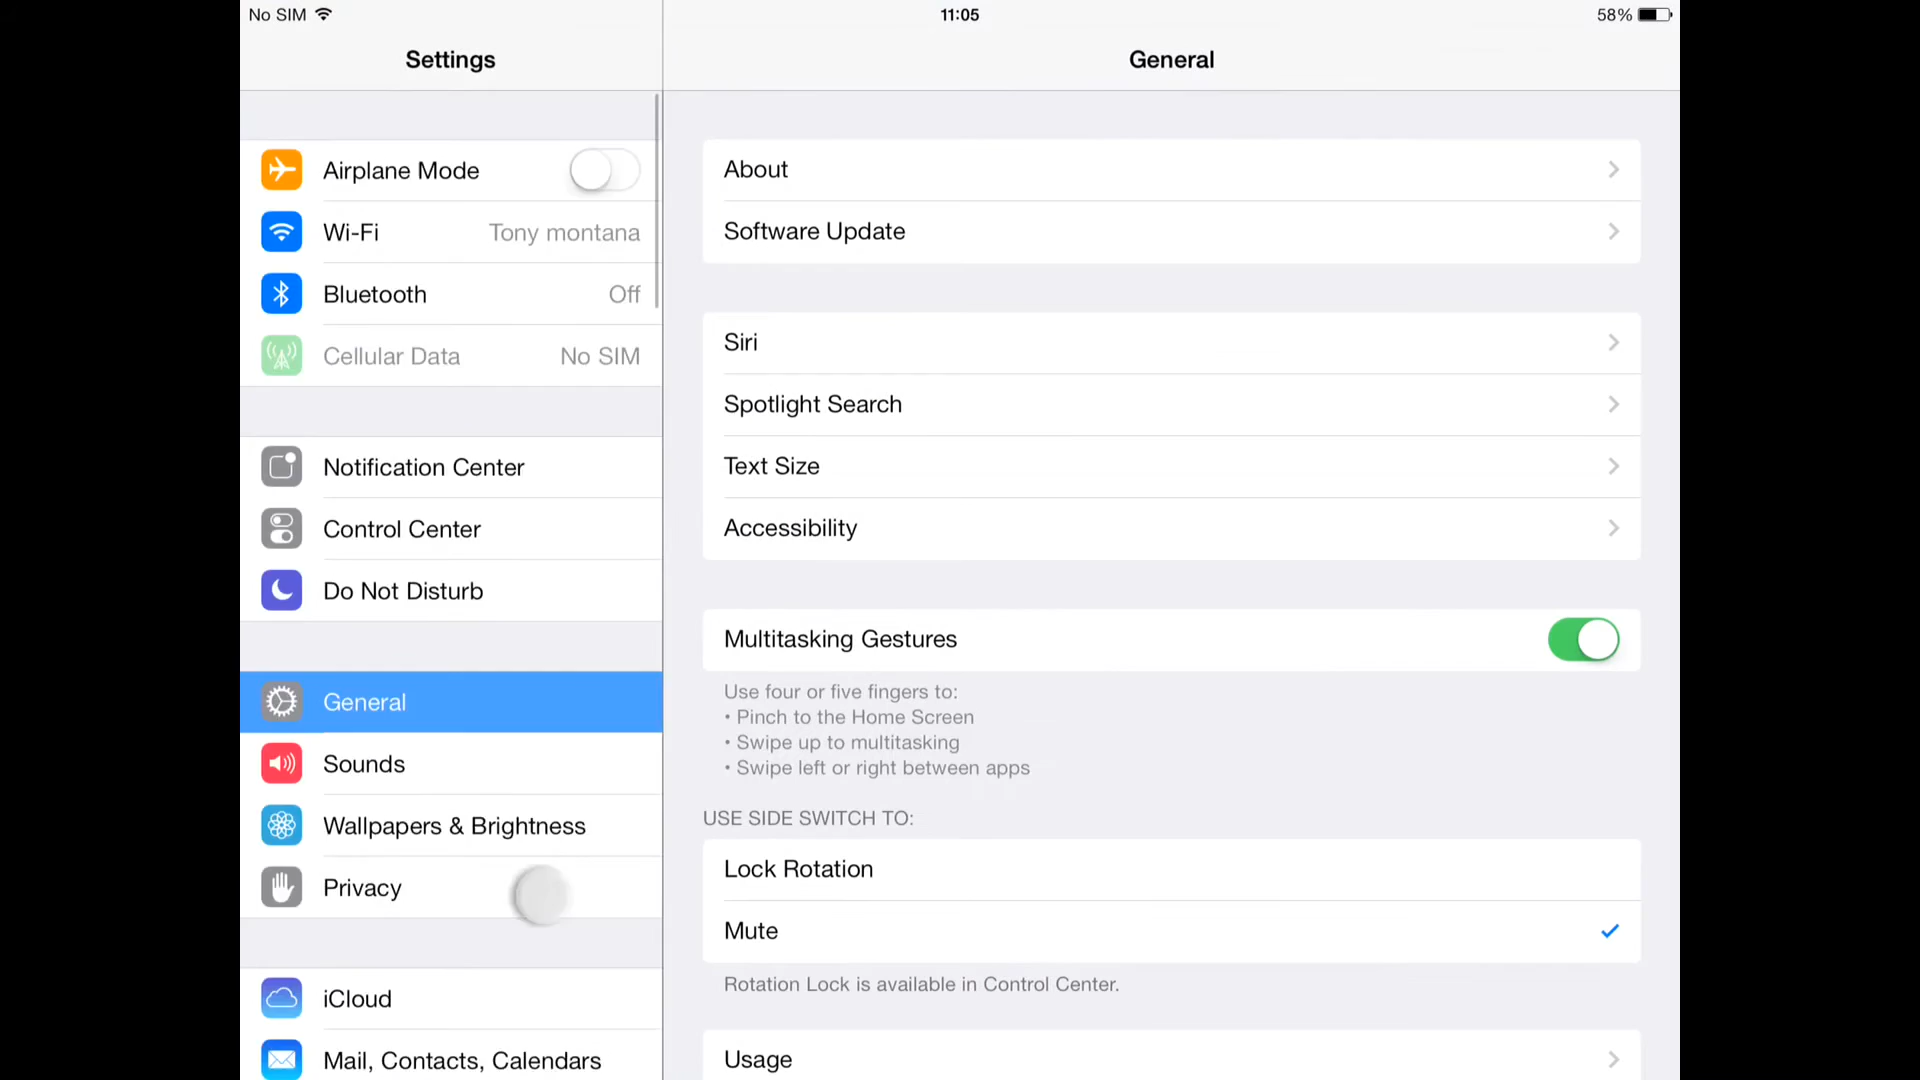 No SIM
11:05
58%
Settings
General
Airplane Mode
Wi-Fi Tony montana
Bluetooth Off
Cellular Data No SIM
Notification Center
Control Center
Do Not Disturb
General
Sounds
Wallpapers & Brightness
Privacy
iCloud
Mail, Contacts, Calendars
About
Software Update
Siri
Spotlight Search
Text Size
Accessibility
Multitasking Gestures
Use four or five fingers to:
• Pinch to the Home Screen
• Swipe up to multitasking
• Swipe left or right between apps
USE SIDE SWITCH TO:
Lock Rotation
Mute
Rotation Lock is available in Control Center.
Usage